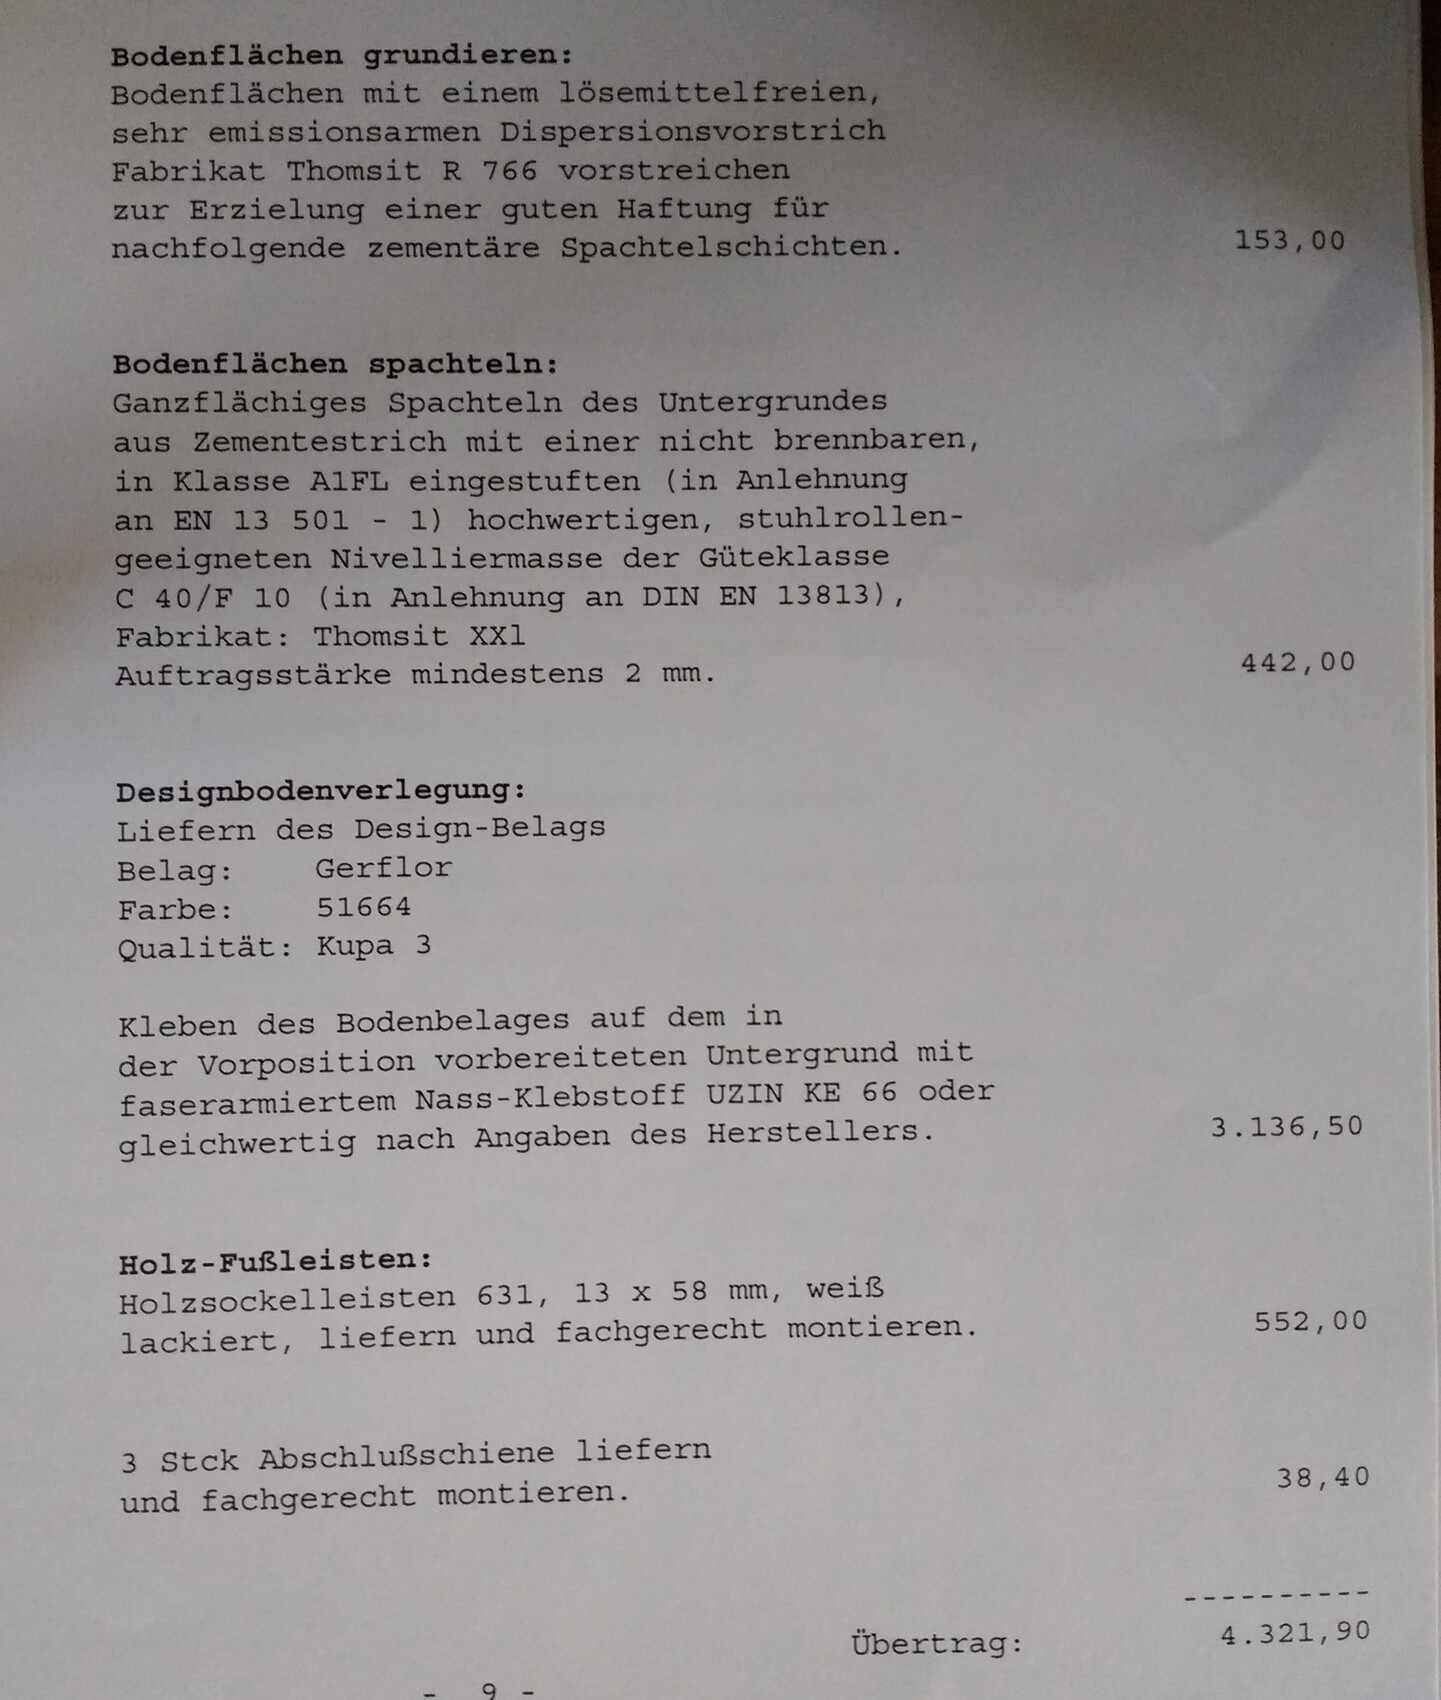 Bodenflächen grundieren:
Bodenflächen mit einem lösemittelfreien,
sehr emissionsarmen Dispersionsvorstrich
Fabrikat Thomsit R 766 vorstreichen
zur Erzielung einer guten Haftung für
nachfolgende zementäre Spachtelschichten. 153,00
Bodenflächen spachteln:
Ganzflächiges Spachteln des Untergrundes
aus Zementestrich mit einer nicht brennbaren,
in Klasse A1FL eingestuften (in Anlehnung
an EN 13 501 - 1) hochwertigen, stuhlrollen-
geeigneten Nivelliermasse der Güteklasse
C 40/F 10 (in Anlehnung an DIN EN 13813),
Fabrikat: Thomsit XXl
Auftragsstärke mindestens 2 mm. 442,00
Designbodenverlegung:
Liefern des Design-Belags
Belag: Gerflor
Farbe: 51664
Qualität: Kupa 3
Kleben des Bodenbelages auf dem in
der Vorposition vorbereiteten Untergrund mit
faserarmiertem Nass-Klebstoff UZIN KE 66 oder
gleichwertig nach Angaben des Herstellers. 3.136,50
Holz-Fußleisten:
Holzsockelleisten 631, 13 x 58 mm, weiß
lackiert, liefern und fachgerecht montieren. 552,00
3 Stck Abschlußschiene liefern
und fachgerecht montieren. 38,40
----------
Übertrag: 4.321,90
- 9 -